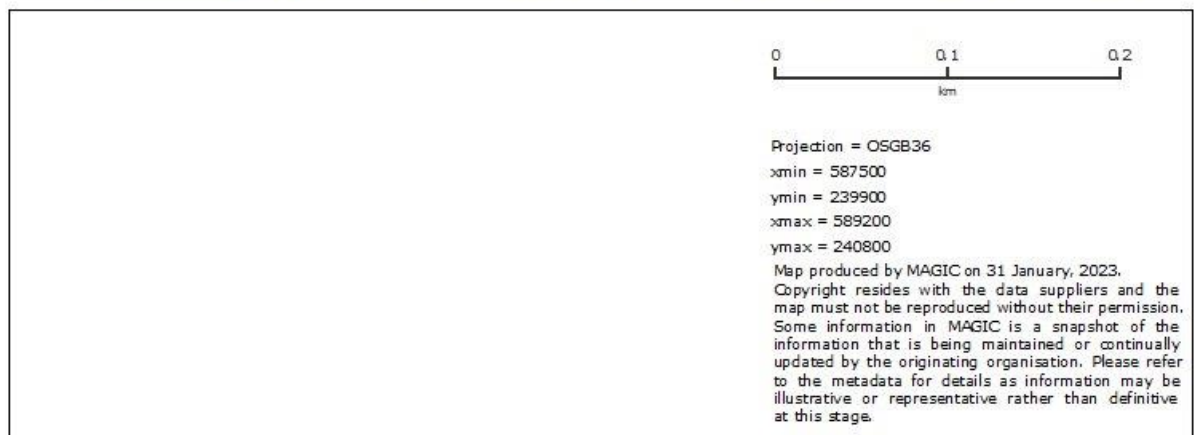 0 0.1 0.2
km
Projection = OSGB36
xmin = 587500
ymin = 239900
xmax = 589200
ymax = 240800
Map produced by MAGIC on 31 January, 2023.
Copyright resides with the data suppliers and the
map must not be reproduced without their permission.
Some information in MAGIC is a snapshot of the
information that is being maintained or continually
updated by the originating organisation. Please refer
to the metadata for details as information may be
illustrative or representative rather than definitive
at this stage.